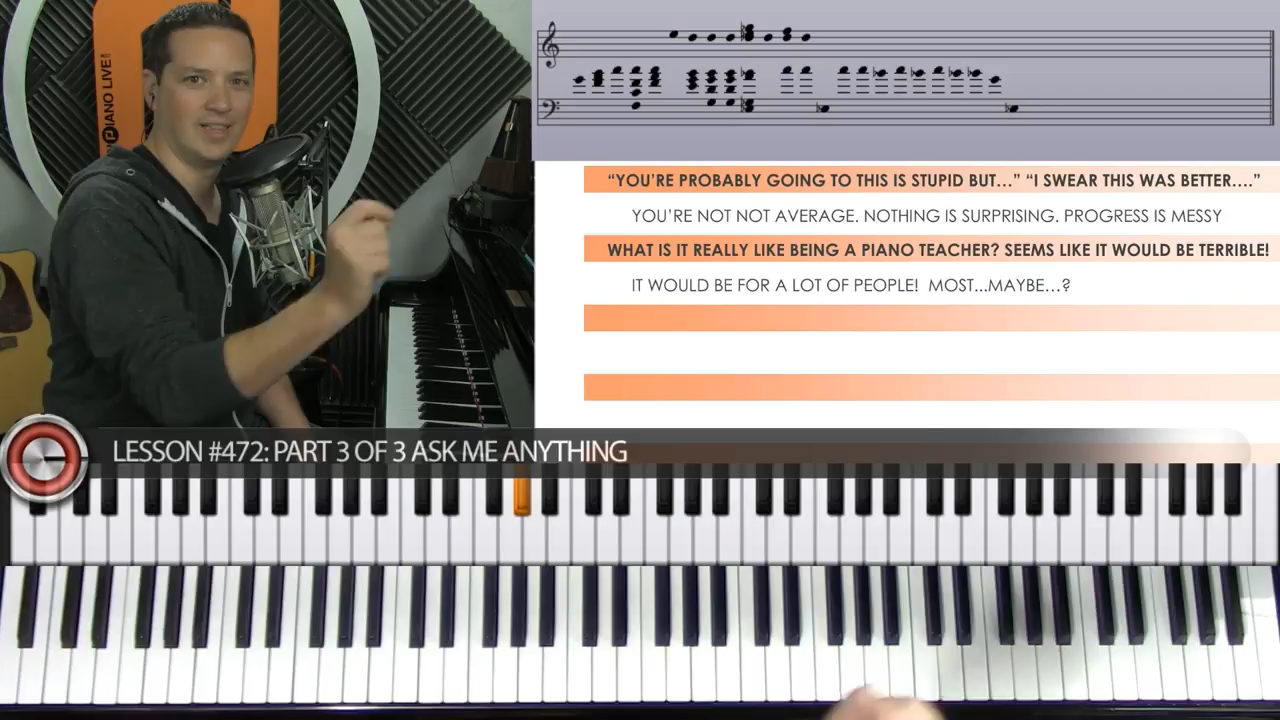 PIANO LIVE!
“YOU’RE PROBABLY GOING TO THIS IS STUPID BUT…” “I SWEAR THIS WAS BETTER….”
YOU’RE NOT NOT AVERAGE. NOTHING IS SURPRISING. PROGRESS IS MESSY
WHAT IS IT REALLY LIKE BEING A PIANO TEACHER? SEEMS LIKE IT WOULD BE TERRIBLE!
IT WOULD BE FOR A LOT OF PEOPLE!  MOST...MAYBE…?
LESSON #472: PART 3 OF 3 ASK ME ANYTHING